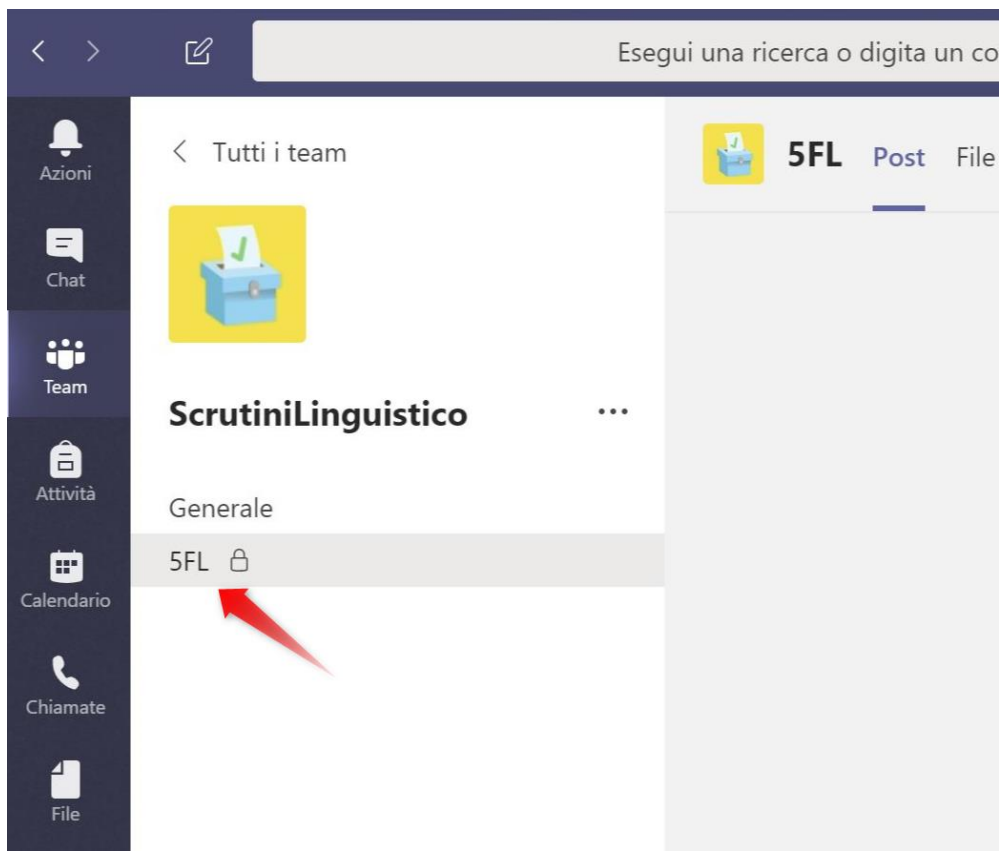 Esegui una ricerca o digita un co
Azioni
Chat
Team
Attività
Calendario
Chiamate
File
Tutti i team
ScrutiniLinguistico
Generale
5FL
5FL Post File